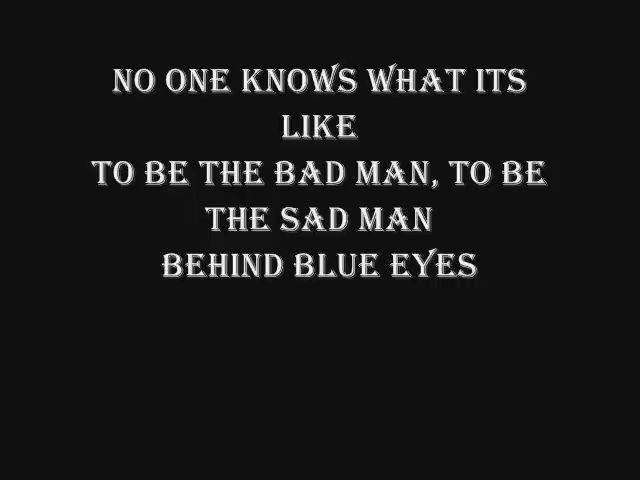 NO ONE KNOWS WHAT ITS
LIKE
TO BE THE BAD MAN, TO BE
THE SAD MAN
BEHIND BLUE EYES